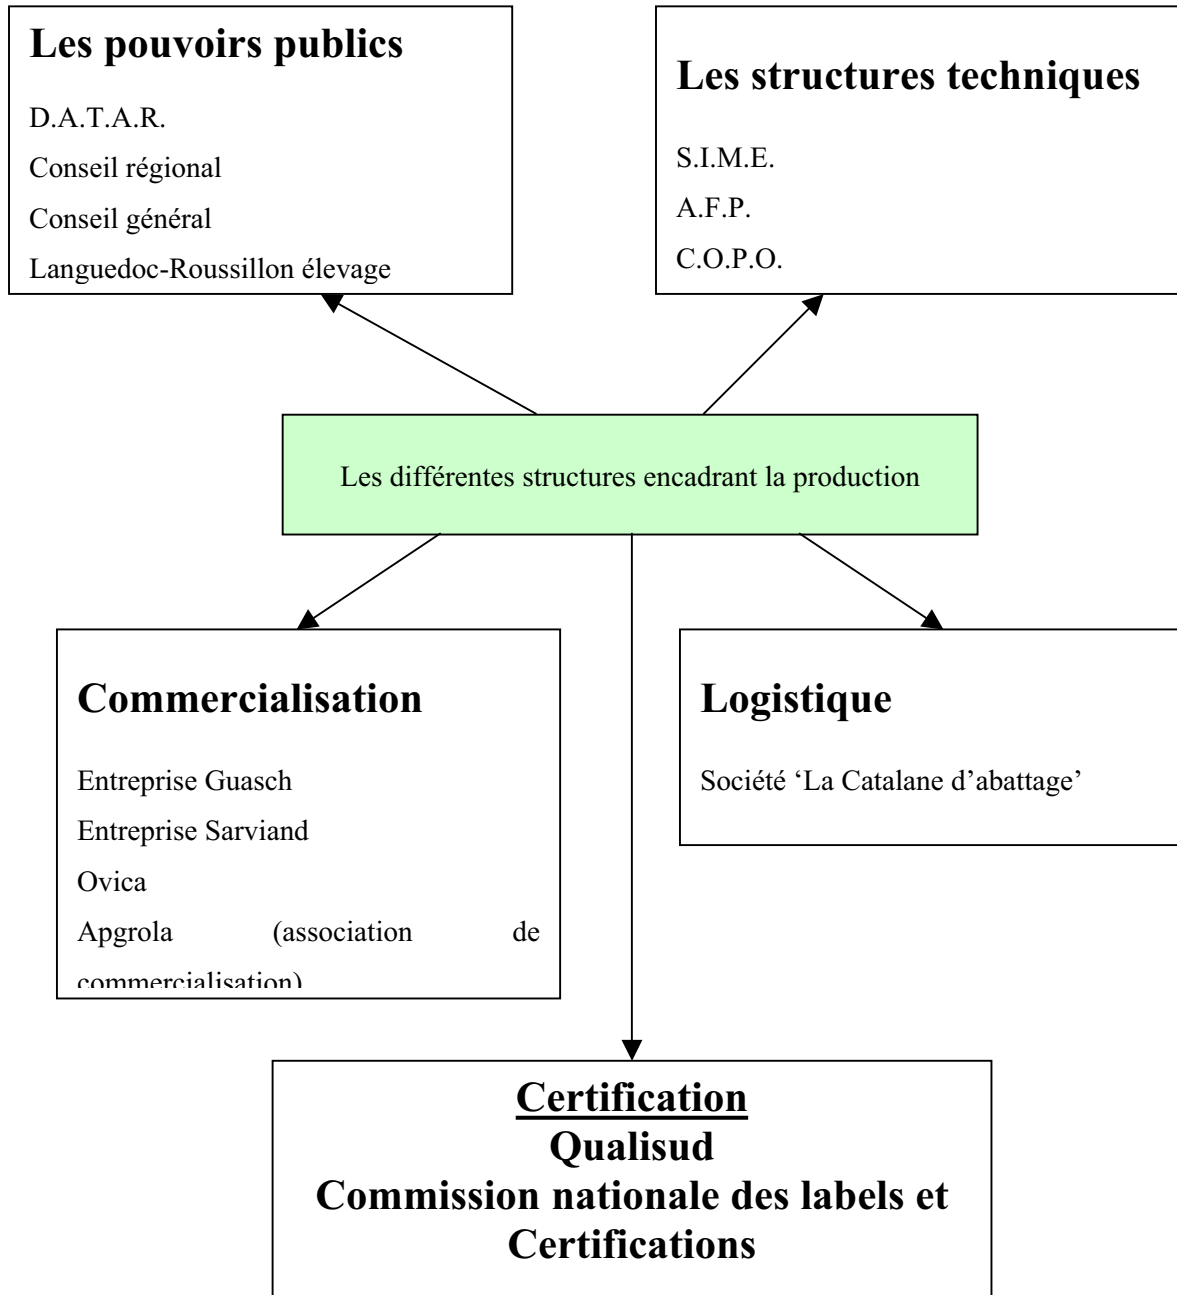 Les pouvoirs publics
D.A.T.A.R.
Conseil régional
Conseil général
Languedoc-Roussillon élevage
Les structures techniques
S.I.M.E.
A.F.P.
C.O.P.O.
Les différentes structures encadrant la production
Commercialisation
Entreprise Guasch
Entreprise Sarviand
Ovica
Apgrola (association de
commercialisation)
Logistique
Société ‘La Catalane d’abattage’
Certification
Qualisud
Commission nationale des labels et
Certifications